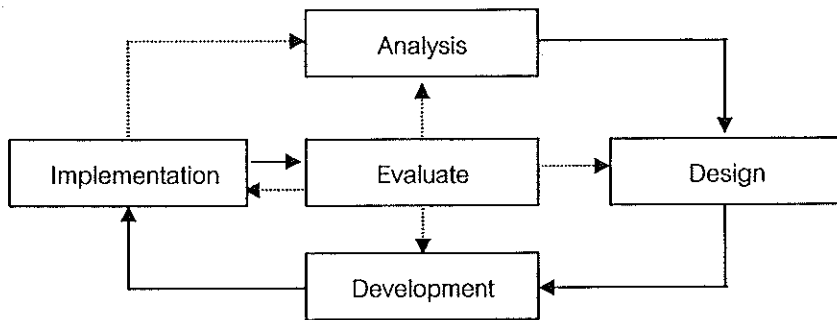 Analysis
Implementation
Evaluate
Design
Development